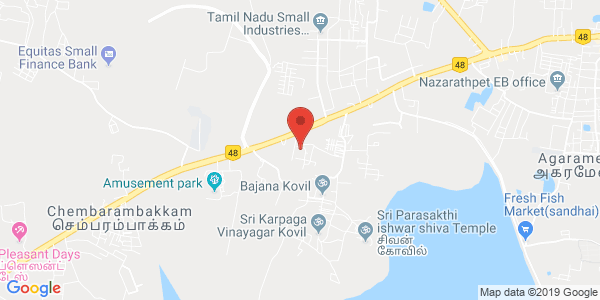 Tamil Nadu Small
Industries...
48
Equitas Small
Finance Bank
48
Nazarathpet EB office
48
Amusement park
Bajana Kovil
Agarame
அகரமே
Chembarambakkam
செம்பரம்பாக்கம்
Sri Karpaga
Vinayagar Kovil
Sri Parasakthi
ishwar shiva Temple
சிவன்
கோவில்
Fresh Fish
Market(sandhai)
Pleasant Days
ப்ளெஸன்ட்
டேஸ்
Google
Map data ©2019 Google